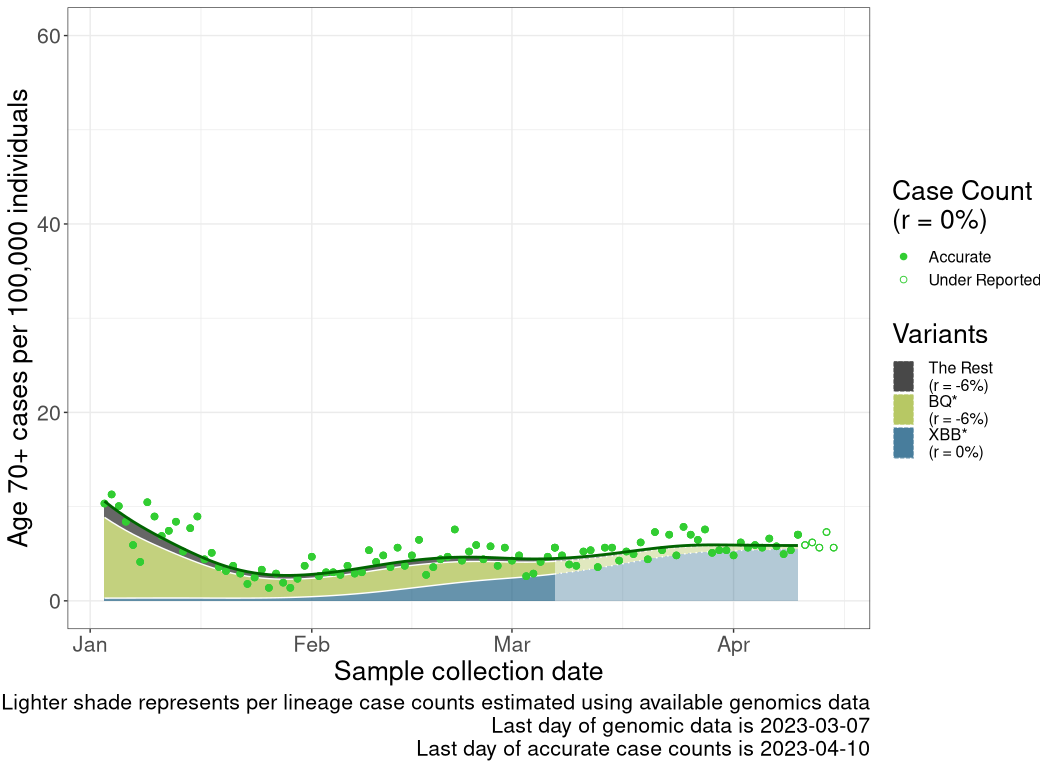 Age 70+ cases per 100,000 individuals
60
40
20
0
Jan
Feb
Mar
Apr
Sample collection date
Case Count
(r = 0%)
Accurate
Under Reported
Variants
The Rest
(r = -6%)
BQ*
(r = -6%)
XBB*
(r = 0%)
Lighter shade represents per lineage case counts estimated using available genomics data
Last day of genomic data is 2023-03-07
Last day of accurate case counts is 2023-04-10